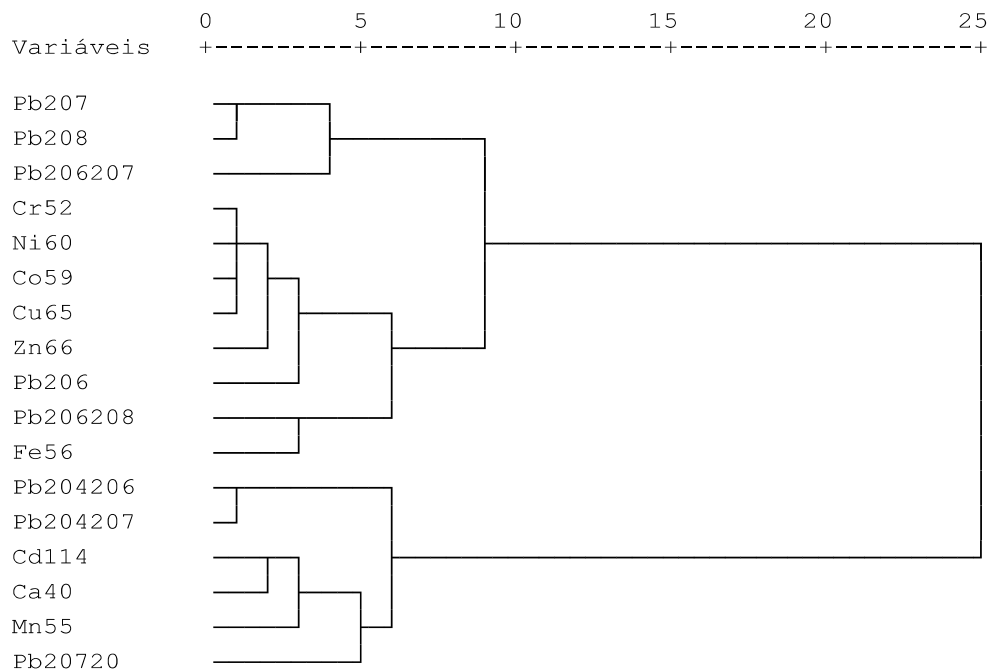 0 5 10 15 20 25
Variáveis +---------+---------+---------+---------+---------+
Pb207
Pb208
Pb206207
Cr52
Ni60
Co59
Cu65
Zn66
Pb206
Pb206208
Fe56
Pb204206
Pb204207
Cd114
Ca40
Mn55
Pb20720